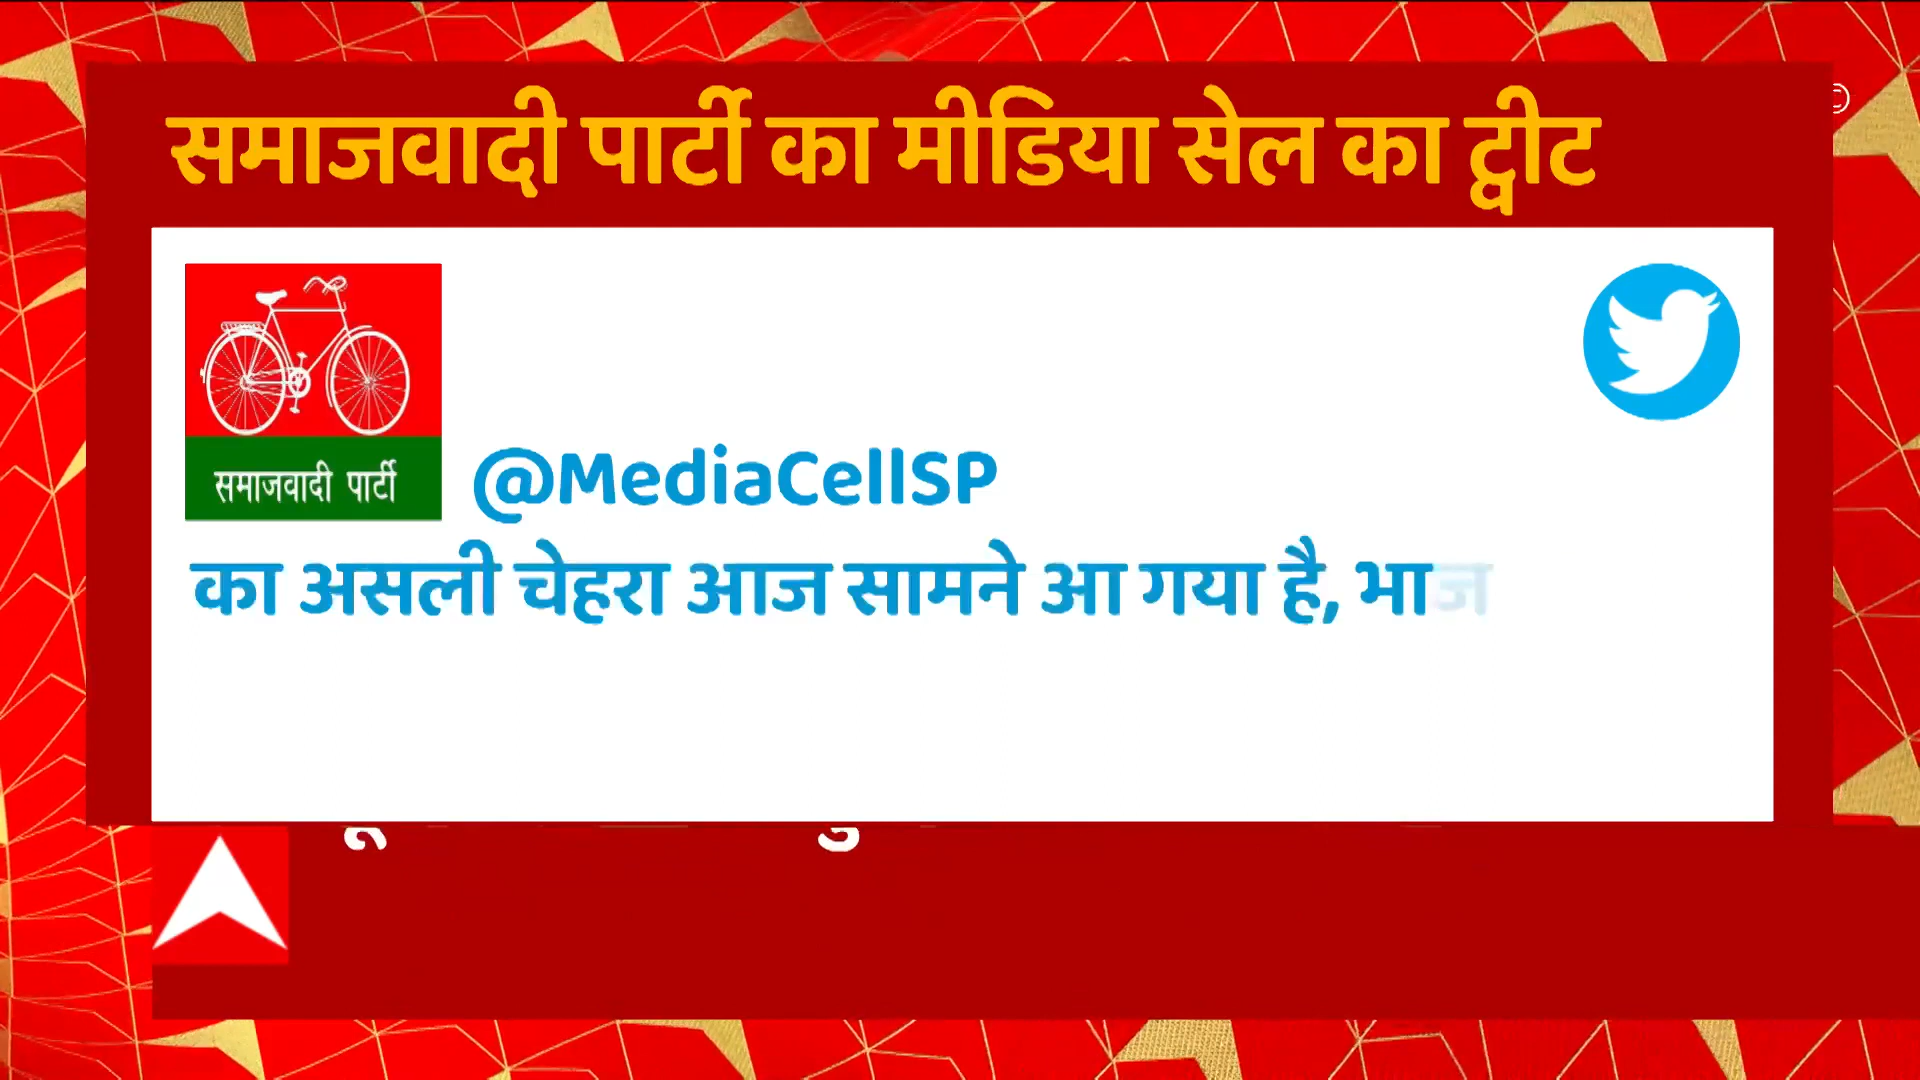 समाजवादी पार्टी का मीडिया सेल का ट्वीट
समाजवादी पार्टी
@MediaCellSP
का असली चेहरा आज सामने आ गया है, भाज